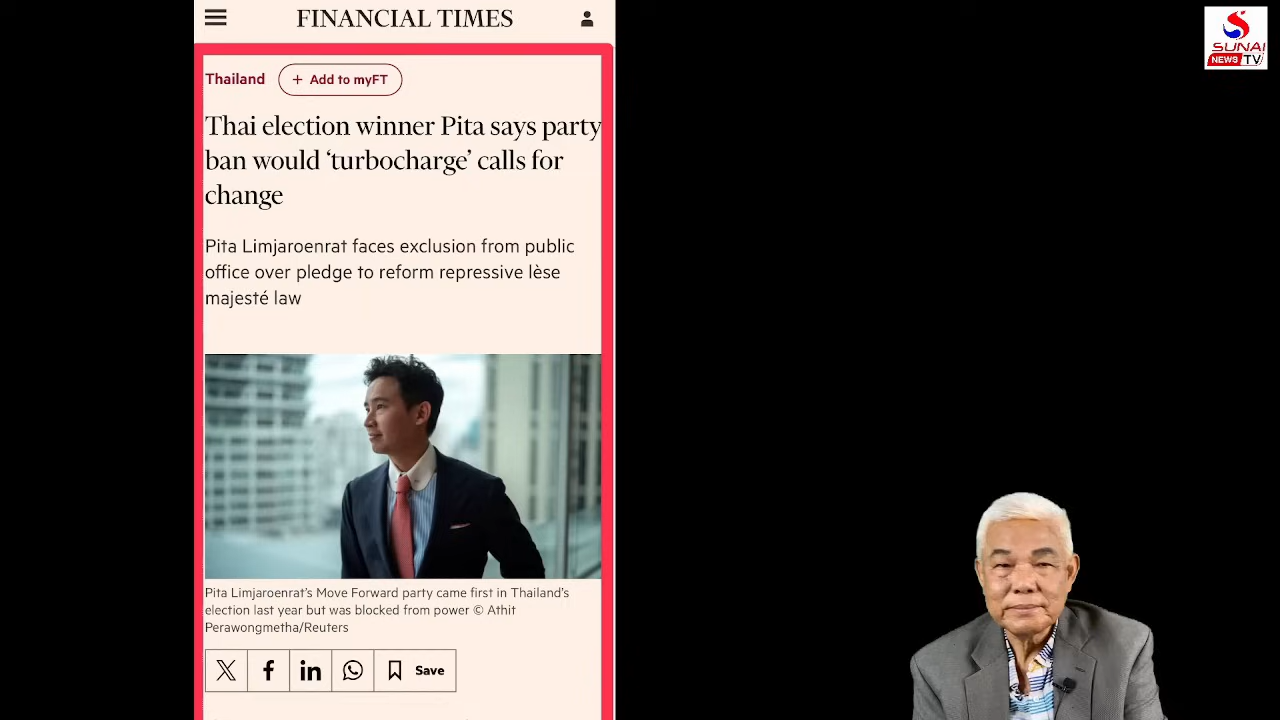 FINANCIAL TIMES
SUNAI
NEWS TV
Thailand
+ Add to myFT
Thai election winner Pita says party
ban would ‘turbocharge’ calls for
change
Pita Limjaroenrat faces exclusion from public
office over pledge to reform repressive lèse
majesté law
Pita Limjaroenrat’s Move Forward party came first in Thailand’s
election last year but was blocked from power © Athit
Perawongmetha/Reuters
Save